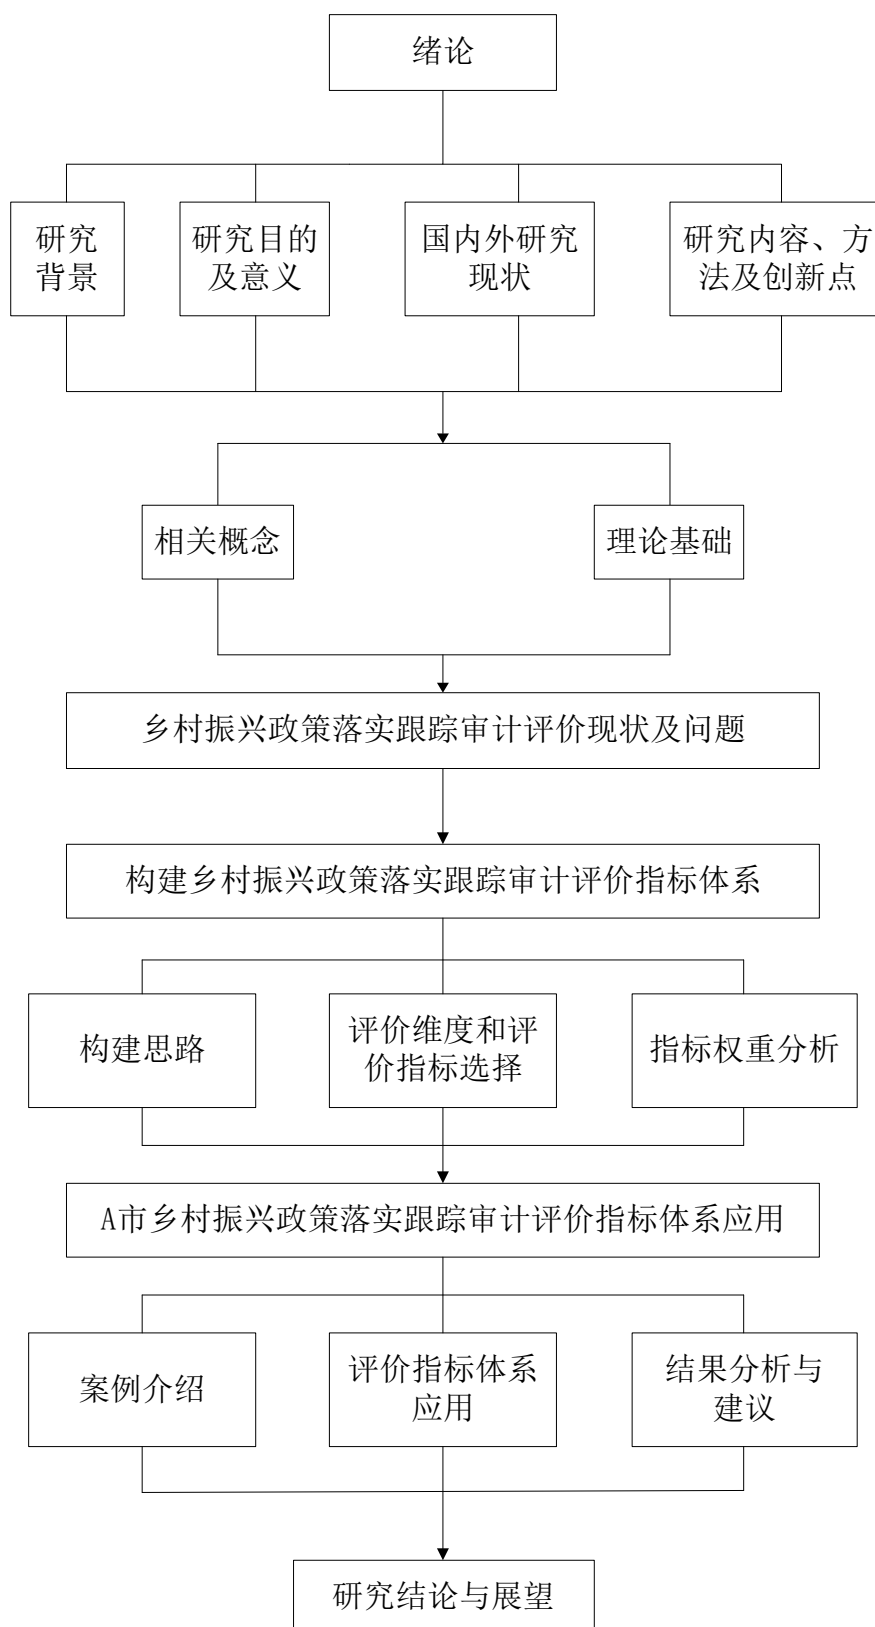 绪论
研究
背景
研究目的
及意义
国内外研究
现状
研究内容、方
法及创新点
相关概念
理论基础
乡村振兴政策落实跟踪审计评价现状及问题
构建乡村振兴政策落实跟踪审计评价指标体系
构建思路
评价维度和评
价指标选择
指标权重分析
A市乡村振兴政策落实跟踪审计评价指标体系应用
案例介绍
评价指标体系
应用
结果分析与
建议
研究结论与展望